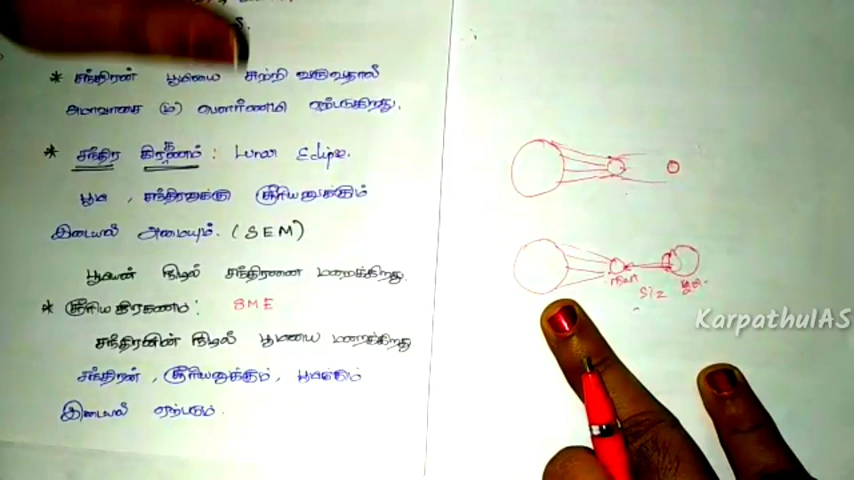 * சந்திரன் பூமியை சுற்றி வருவதால்
அமாவாசை (ம) பௌர்ணமி ஏற்படுகிறது.
* சந்திர கிரகணம் : Lunar Eclipse.
பூமி , சந்திரனுக்கும் சூரியனுக்கும்
இடையில் அமையும். (SEM)
பூமியின் நிழல் சந்திரனை மறைக்கிறது.
* சூரிய கிரகணம் : SME
சந்திரனின் நிழல் பூமியை மறைக்கிறது
சந்திரன் , சூரியனுக்கும் , பூமிக்கும்
இடையில் ஏற்படும் .
நிலா
KarpathuIAS